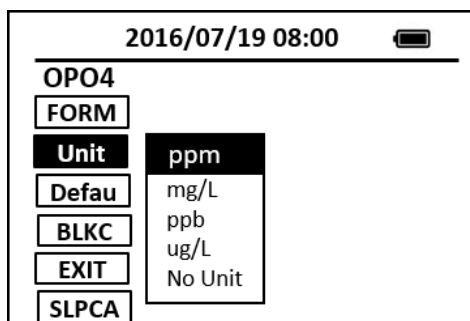 2016/07/19 08:00
OPO4
FORM
Unit
Defau
BLKC
EXIT
SLPCA
ppm
mg/L
ppb
ug/L
No Unit